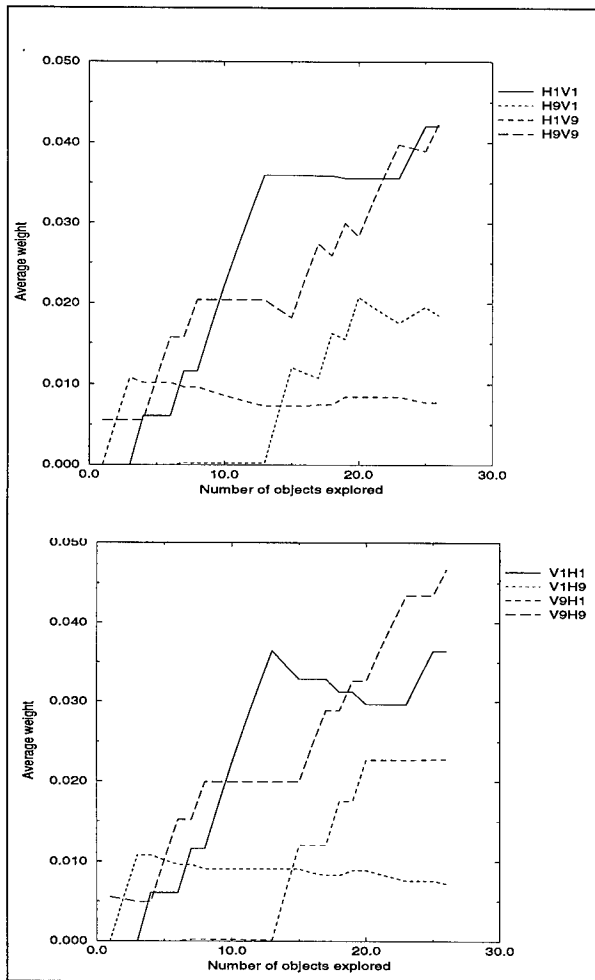 0.050
0.040
0.030
0.020
0.010
0.000
Average weight
0.0
10.0
20.0
30.0
Number of objects explored
H1V1
H9V1
H1V9
H9V9
0.050
0.040
0.030
0.020
0.010
0.000
Average weight
0.0
10.0
20.0
30.0
Number of objects explored
V1H1
V1H9
V9H1
V9H9